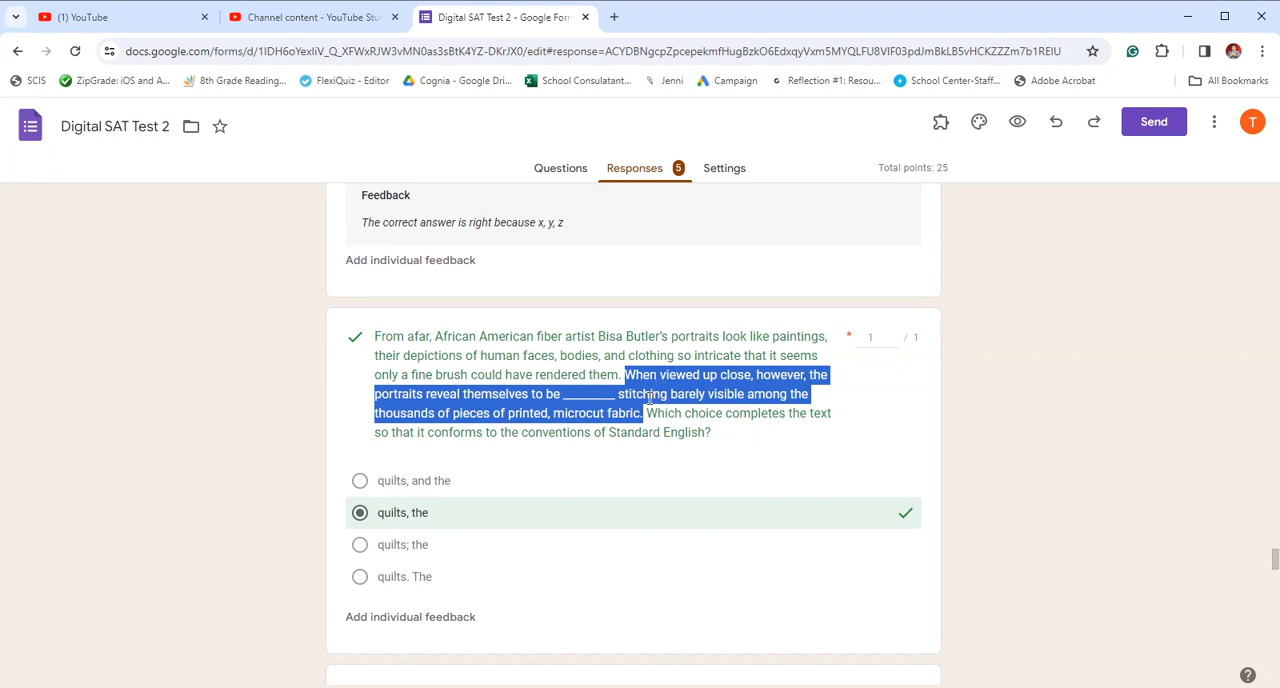 (1) YouTube
Channel content - YouTube Stu
Digital SAT Test 2 - Google For
docs.google.com/forms/d/1IDH6oYexIiV_Q_XFWxRJW3vMN0as3sBtK4YZ-DKrJX0/edit#response=ACYDBNgcpZpcepekmfHugBzkO6EdxqyVxm5MYQLFU8VIF03pdJmBkLB5vHCKZZZm7b1REIU
SCIS
ZipGrade: iOS and A...
8th Grade Reading...
FlexiQuiz - Editor
Cognia - Google Dri...
School Consulatant...
Jenni
Campaign
Reflection #1: Resou...
School Center-Staff...
Adobe Acrobat
All Bookmarks
Digital SAT Test 2
Send
T
Questions
Responses 5
Settings
Total points: 25
Feedback
The correct answer is right because x, y, z
Add individual feedback
From afar, African American fiber artist Bisa Butler's portraits look like paintings,
their depictions of human faces, bodies, and clothing so intricate that it seems
only a fine brush could have rendered them. When viewed up close, however, the
portraits reveal themselves to be ________ stitching barely visible among the
thousands of pieces of printed, microcut fabric. Which choice completes the text
so that it conforms to the conventions of Standard English?
* 1 / 1
quilts, and the
quilts, the
quilts; the
quilts. The
Add individual feedback